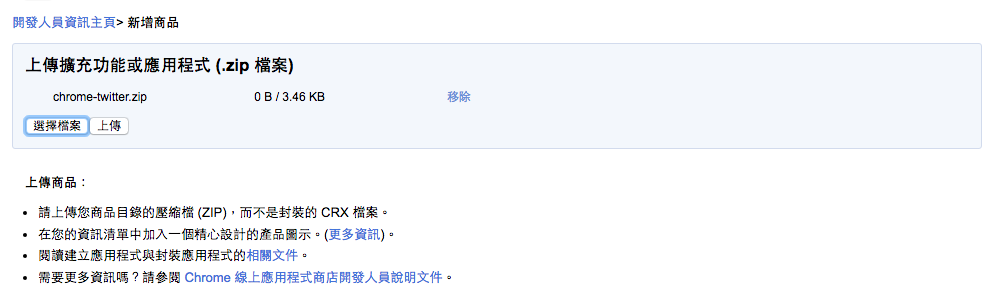 開發人員資訊主頁> 新增商品
上傳擴充功能或應用程式 (.zip 檔案)
chrome-twitter.zip 0 B / 3.46 KB 移除
選擇檔案 上傳
上傳商品：
• 請上傳您商品目錄的壓縮檔 (ZIP)，而不是封裝的 CRX 檔案。
• 在您的資訊清單中加入一個精心設計的產品圖示。(更多資訊)。
• 閱讀建立應用程式與封裝應用程式的相關文件。
• 需要更多資訊嗎？請參閱 Chrome 線上應用程式商店開發人員說明文件。